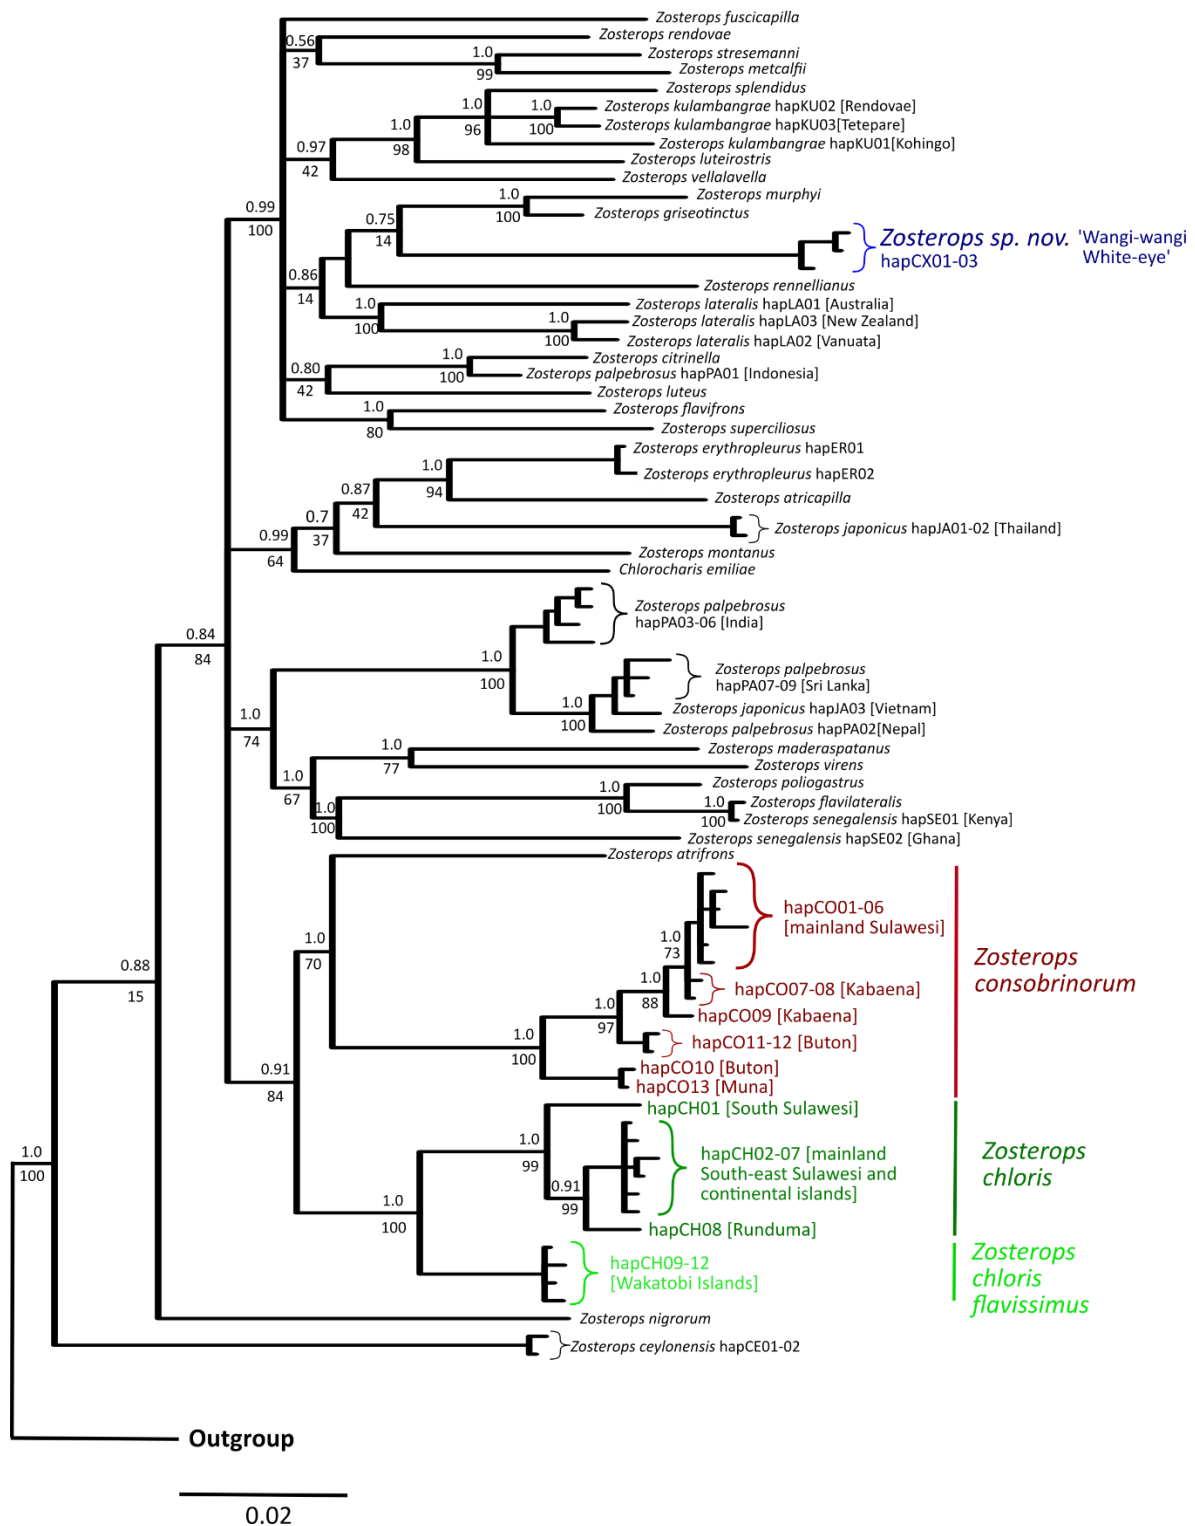 Zosterops fuscicapilla
0.56
37
Zosterops rendovae
1.0
99
Zosterops stresemanni
Zosterops metcalfii
Zosterops splendidus
1.0
96
1.0
100
Zosterops kulambangrae hapKU02 [Rendovae]
Zosterops kulambangrae hapKU03[Tetepare]
1.0
98
Zosterops kulambangrae hapKU01[Kohingo]
0.97
42
Zosterops luteirostris
Zosterops vellalavella
1.0
100
Zosterops murphyi
Zosterops griseotinctus
0.99
100
0.75
14
Zosterops sp. nov. 'Wangi-wangi
hapCX01-03 White-eye'
0.86
14
Zosterops rennellianus
1.0
100
Zosterops lateralis hapLA01 [Australia]
1.0
100
Zosterops lateralis hapLA03 [New Zealand]
Zosterops lateralis hapLA02 [Vanuata]
0.80
42
1.0
100
Zosterops citrinella
Zosterops palpebrosus hapPA01 [Indonesia]
Zosterops luteus
1.0
80
Zosterops flavifrons
Zosterops superciliosus
Zosterops erythropleurus hapER01
1.0
94
Zosterops erythropleurus hapER02
0.87
42
Zosterops atricapilla
0.7
37
Zosterops japonicus hapJA01-02 [Thailand]
0.99
64
Zosterops montanus
Chlorocharis emiliae
Zosterops palpebrosus
hapPA03-06 [India]
0.84
84
1.0
100
Zosterops palpebrosus
hapPA07-09 [Sri Lanka]
1.0
100
Zosterops japonicus hapJA03 [Vietnam]
Zosterops palpebrosus hapPA02[Nepal]
1.0
74
1.0
77
Zosterops maderaspatanus
Zosterops virens
1.0
67
1.0
100
Zosterops poliogastrus
1.0
100
1.0
100
Zosterops flavilateralis
Zosterops senegalensis hapSE01 [Kenya]
Zosterops senegalensis hapSE02 [Ghana]
Zosterops atrifrons
1.0
70
hapCO01-06
[mainland Sulawesi]
1.0
73
Zosterops
consobrinorum
0.88
15
1.0
88
hapCO07-08 [Kabaena]
1.0
97
hapCO09 [Kabaena]
hapCO11-12 [Buton]
1.0
100
hapCO10 [Buton]
hapCO13 [Muna]
0.91
84
hapCH01 [South Sulawesi]
1.0
99
hapCH02-07 [mainland
South-east Sulawesi and
continental islands]
Zosterops
chloris
1.0
100
0.91
99
1.0
100
hapCH08 [Runduma]
hapCH09-12
[Wakatobi Islands]
Zosterops
chloris
flavissimus
Zosterops nigrorum
Zosterops ceylonensis hapCE01-02
Outgroup
0.02